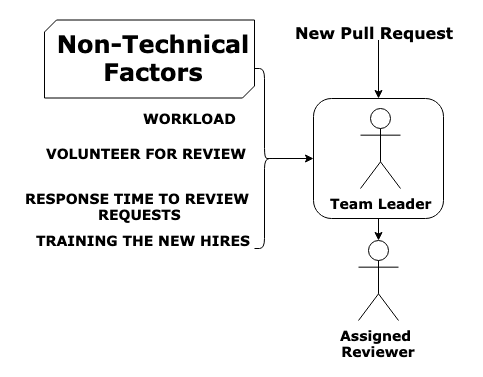 Non-Technical
Factors
New Pull Request
WORKLOAD
VOLUNTEER FOR REVIEW
RESPONSE TIME TO REVIEW
REQUESTS
TRAINING THE NEW HIRES
Team Leader
Assigned
Reviewer